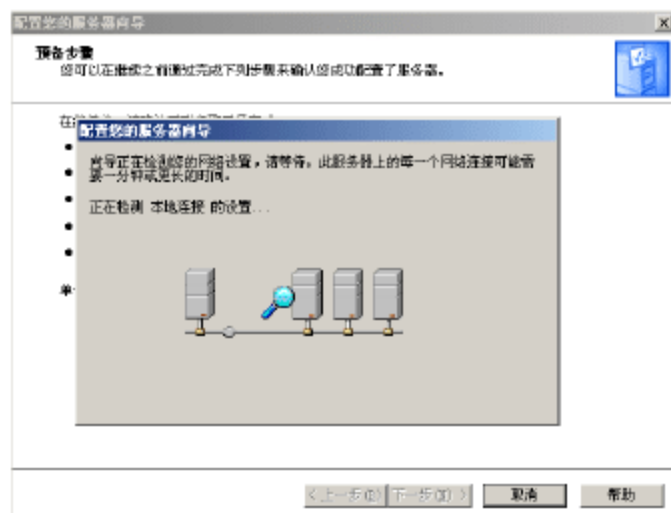 配置您的服务器向导
预备步骤
您可以在继续之前通过完成下列步骤来确认您成功配置了服务器。
在
配置您的服务器向导
向导正在检测您的网络设置，请等待。此服务器上的每一个网络连接可能需
要一分钟或更长的时间。
正在检测 本地连接 的设置...
单
<上一步(B) 下一步(N) > 取消 帮助